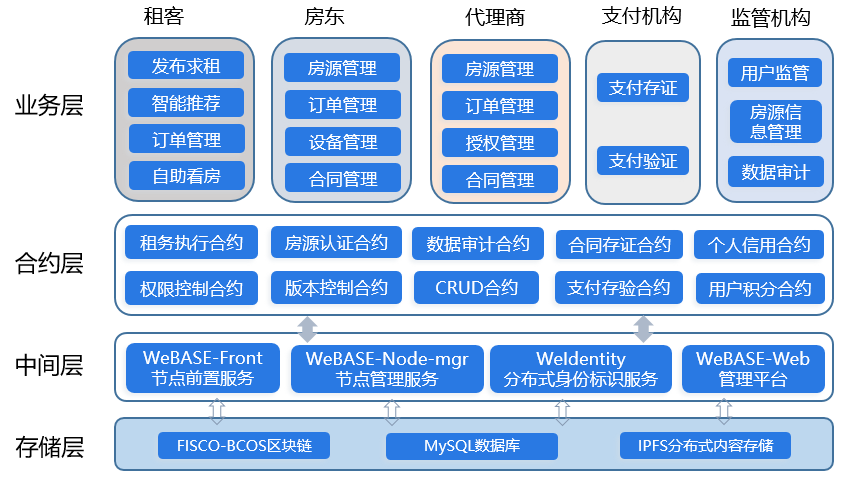 租客
房东
代理商
支付机构
监管机构
业务层
发布求租
智能推荐
订单管理
自助看房
房源管理
订单管理
设备管理
合同管理
房源管理
订单管理
授权管理
合同管理
支付存证
支付验证
用户监管
房源信
息管理
数据审计
合约层
租务执行合约
房源认证合约
数据审计合约
合同存证合约
个人信用合约
权限控制合约
版本控制合约
CRUD合约
支付存验合约
用户积分合约
中间层
WeBASE-Front
节点前置服务
WeBASE-Node-mgr
节点管理服务
WeIdentity
分布式身份标识服务
WeBASE-Web
管理平台
存储层
FISCO-BCOS区块链
MySQL数据库
IPFS分布式内容存储